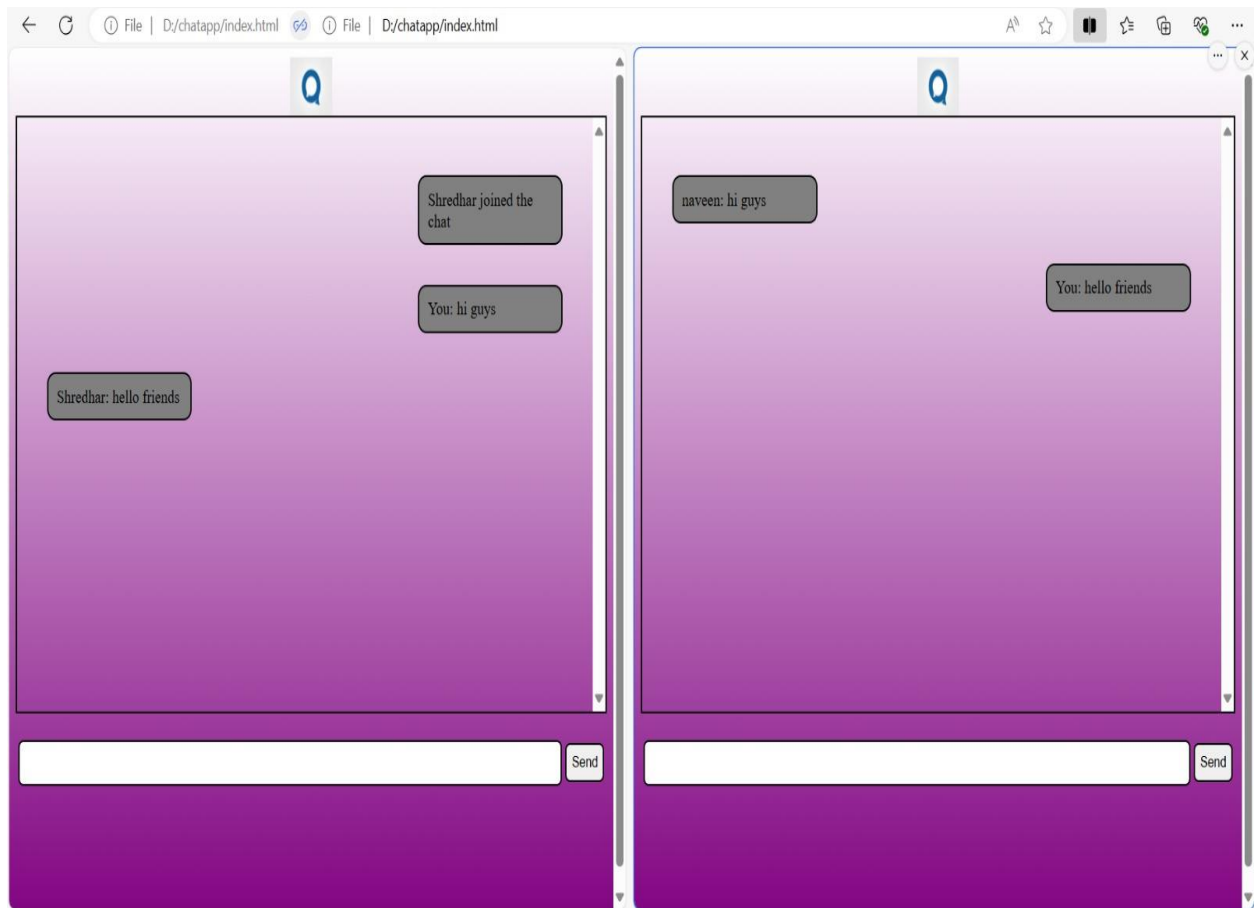 File | D:/chatapp/index.html File | D:/chatapp/index.html
Q
Shredhar joined the
chat
You: hi guys
Shredhar: hello friends
Send
Q
naveen: hi guys
You: hello friends
Send